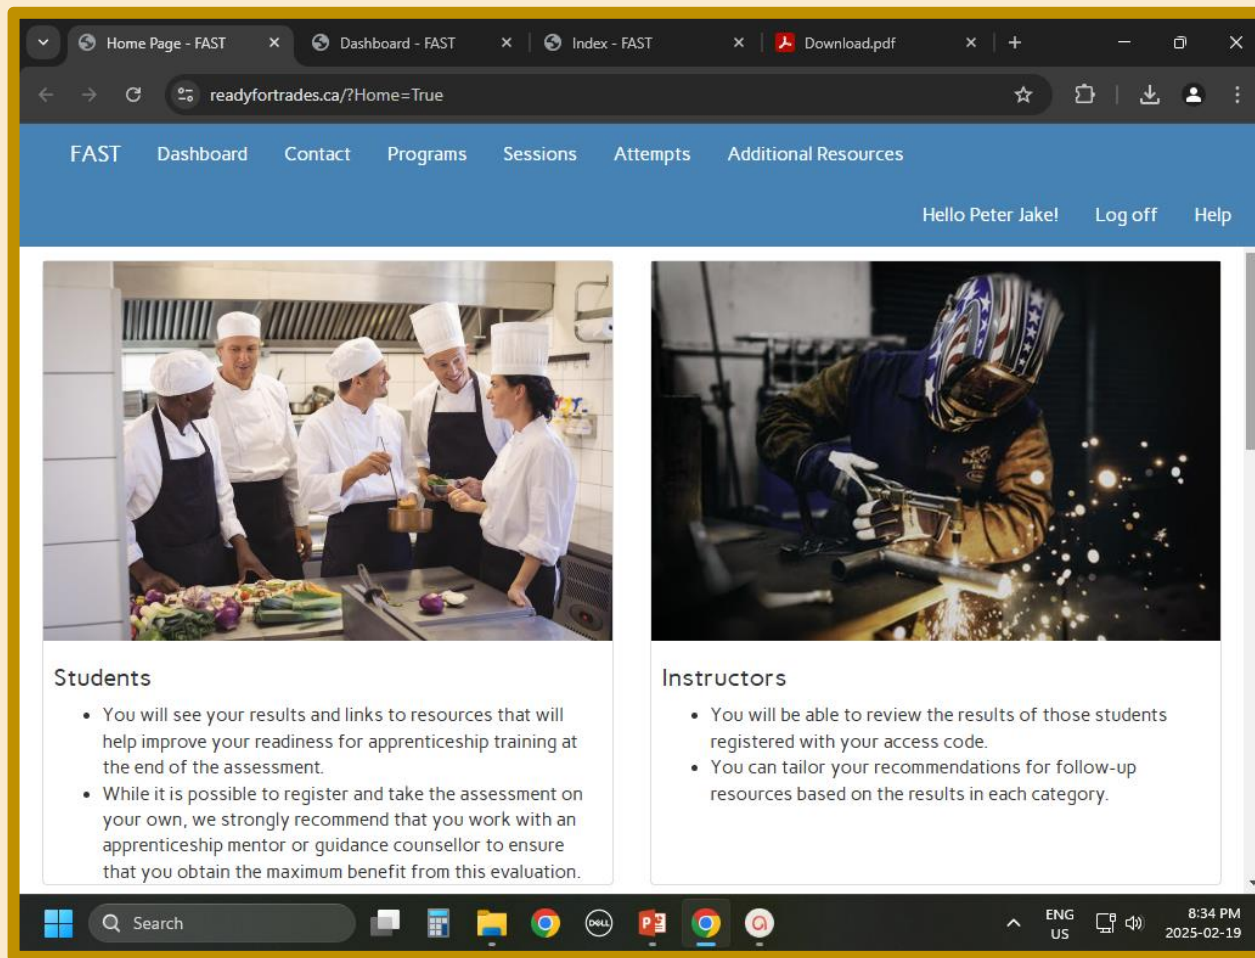 Home Page - FAST
Dashboard - FAST
Index - FAST
Download.pdf
readyfortrades.ca/?Home=True
FAST Dashboard Contact Programs Sessions Attempts Additional Resources
Hello Peter Jake! Log off Help
Students
• You will see your results and links to resources that will
help improve your readiness for apprenticeship training at
the end of the assessment.
• While it is possible to register and take the assessment on
your own, we strongly recommend that you work with an
apprenticeship mentor or guidance counsellor to ensure
that you obtain the maximum benefit from this evaluation.
Instructors
• You will be able to review the results of those students
registered with your access code.
• You can tailor your recommendations for follow-up
resources based on the results in each category.
Search
DELL
ENG
US
8:34 PM
2025-02-19